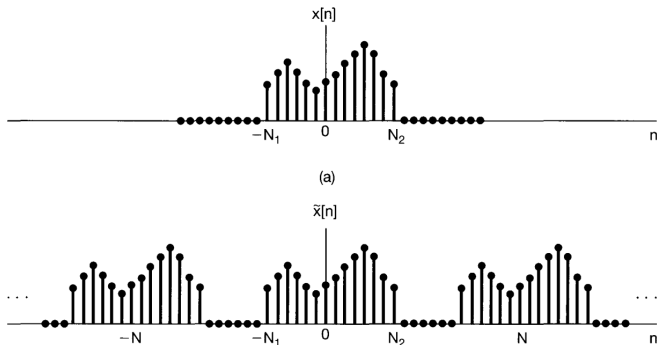 x[n]
−N₁ 0 N₂ n
(a)
x̃[n]
. . . −N −N₁ 0 N₂ N n . . .